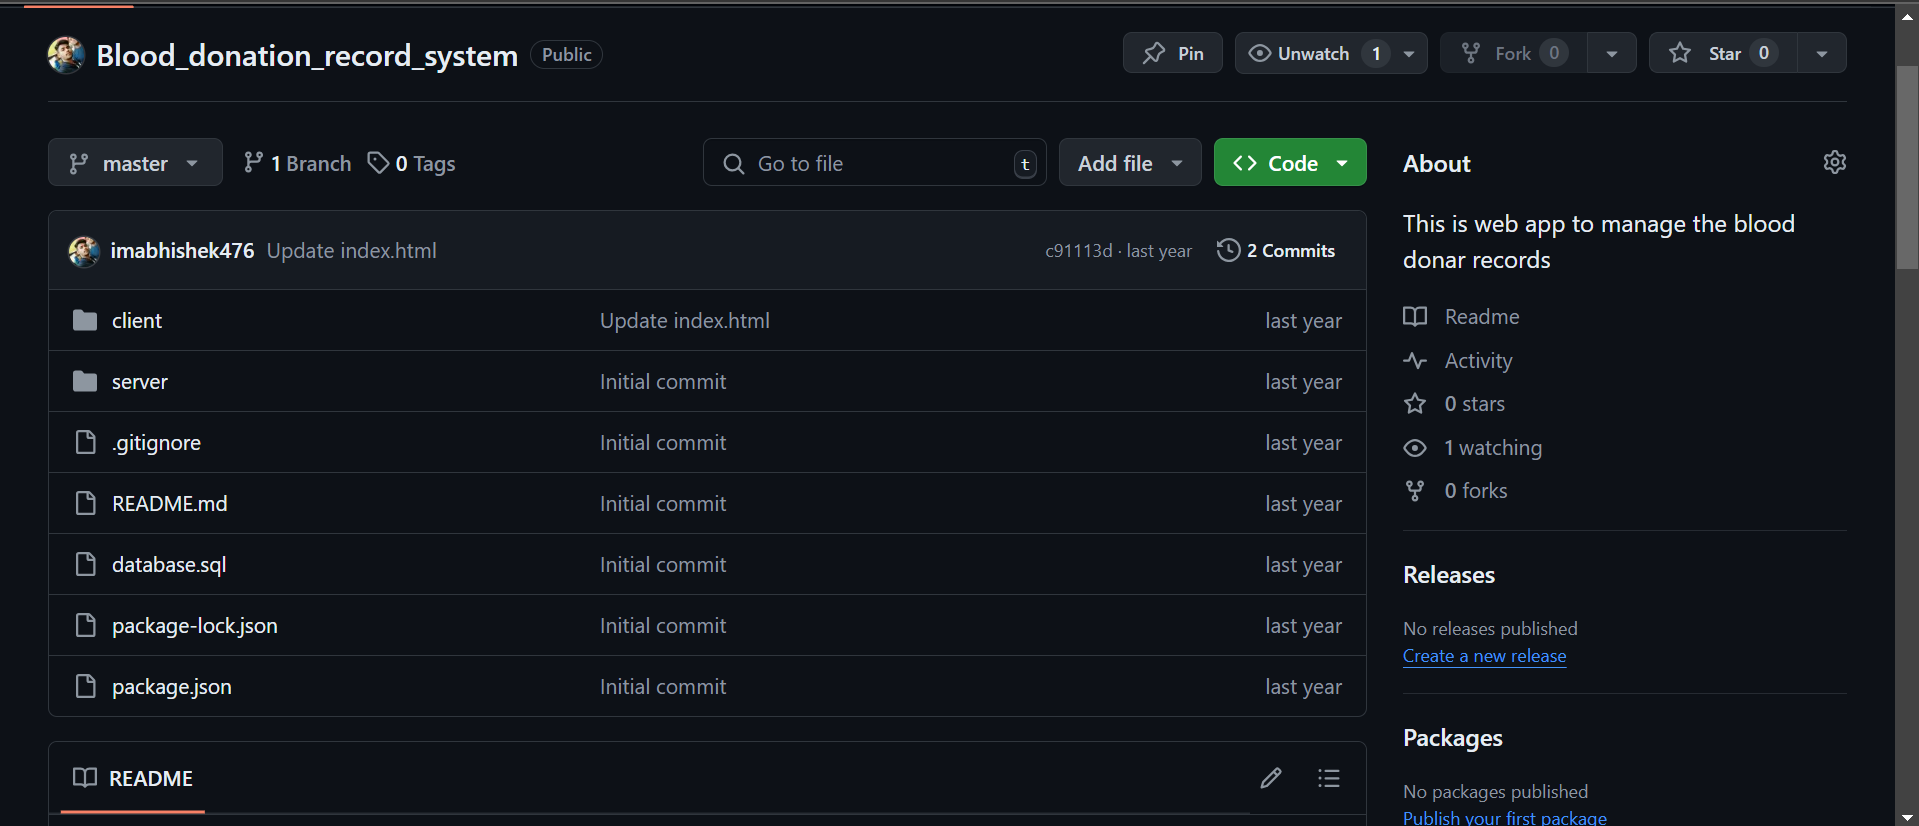 Blood_donation_record_system Public Pin Unwatch 1 Fork 0 Star 0
master 1 Branch 0 Tags Go to file t Add file Code
imabhishek476 Update index.html c91113d · last year 2 Commits
client Update index.html last year
server Initial commit last year
.gitignore Initial commit last year
README.md Initial commit last year
database.sql Initial commit last year
package-lock.json Initial commit last year
package.json Initial commit last year
README
About
This is web app to manage the blood
donar records
Readme
Activity
0 stars
1 watching
0 forks
Releases
No releases published
Create a new release
Packages
No packages published
Publish your first package